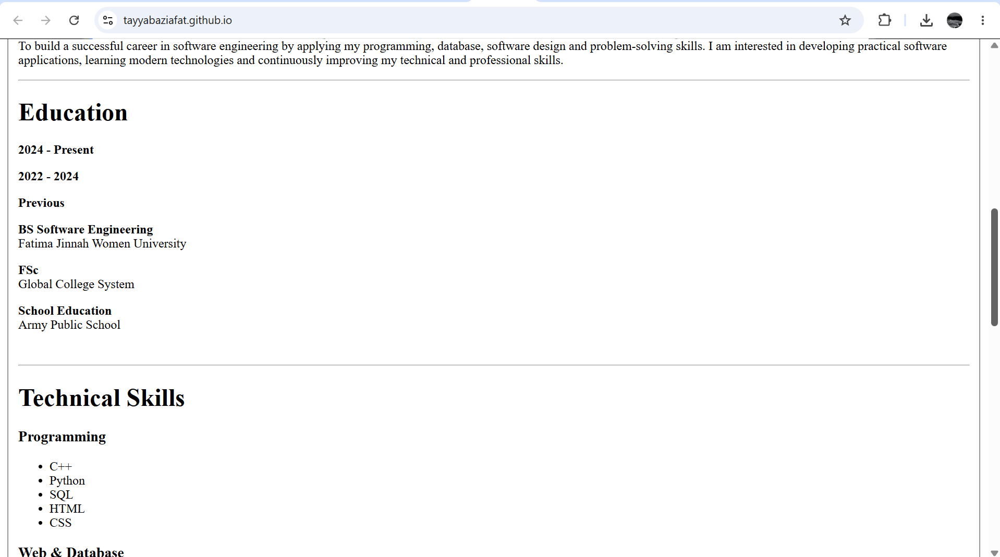 tayyabaziafat.github.io
To build a successful career in software engineering by applying my programming, database, software design and problem-solving skills. I am interested in developing practical software
applications, learning modern technologies and continuously improving my technical and professional skills.
Education
2024 - Present
2022 - 2024
Previous
BS Software Engineering
Fatima Jinnah Women University
FSc
Global College System
School Education
Army Public School
Technical Skills
Programming
• C++
• Python
• SQL
• HTML
• CSS
Web & Database